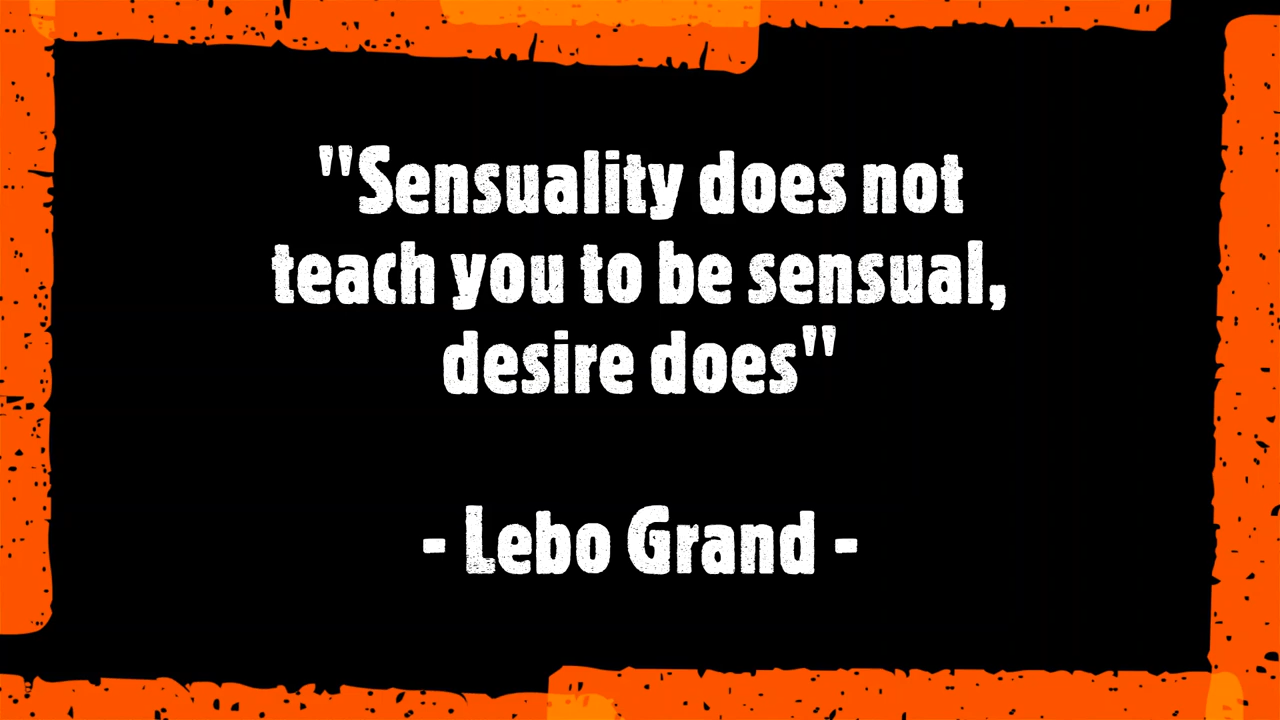 "Sensuality does not
teach you to be sensual,
desire does"
- Lebo Grand -